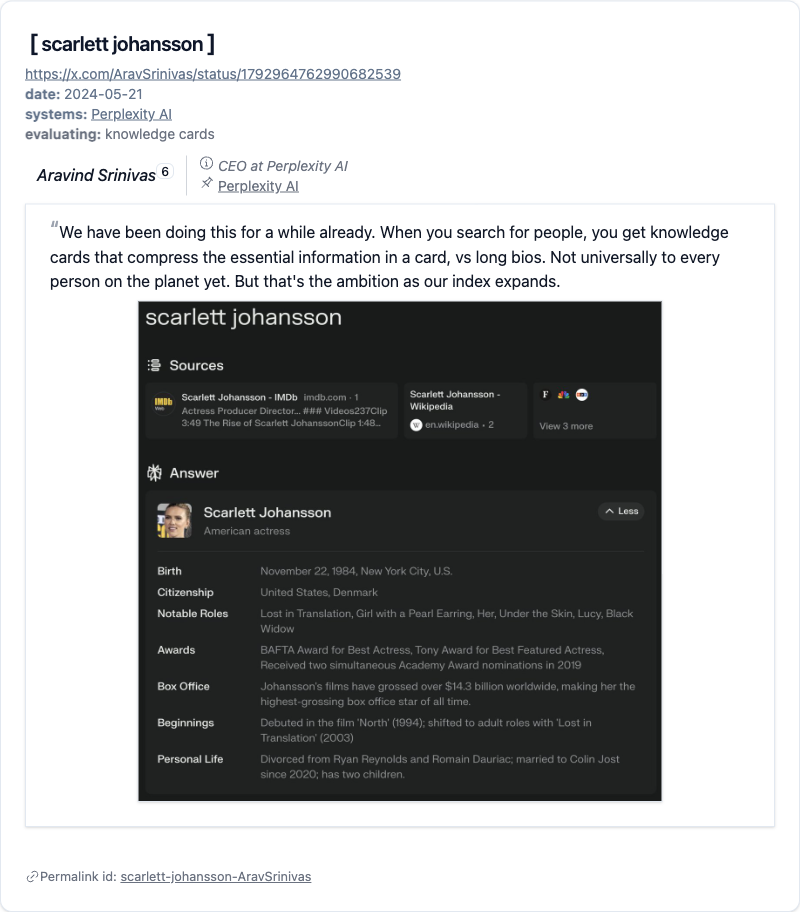 [ scarlett johansson ]
https://x.com/AravSrinivas/status/1792964762990682539
date: 2024-05-21
systems: Perplexity AI
evaluating: knowledge cards
Aravind Srinivas 6
CEO at Perplexity AI
Perplexity AI
"We have been doing this for a while already. When you search for people, you get knowledge
cards that compress the essential information in a card, vs long bios. Not universally to every
person on the planet yet. But that's the ambition as our index expands.
scarlett johansson
Sources
IMDb
Scarlett Johansson - IMDb imdb.com · 1
Actress Producer Director... ### Videos237Clip
3:49 The Rise of Scarlett JohanssonClip 1:48...
Scarlett Johansson -
Wikipedia
W en.wikipedia · 2
F
View 3 more
Answer
Scarlett Johansson
American actress
Less
Birth November 22, 1984, New York City, U.S.
Citizenship United States, Denmark
Notable Roles Lost in Translation, Girl with a Pearl Earring, Her, Under the Skin, Lucy, Black
Widow
Awards BAFTA Award for Best Actress, Tony Award for Best Featured Actress,
Received two simultaneous Academy Award nominations in 2019
Box Office Johansson's films have grossed over $14.3 billion worldwide, making her the
highest-grossing box office star of all time.
Beginnings Debuted in the film 'North' (1994); shifted to adult roles with 'Lost in
Translation' (2003)
Personal Life Divorced from Ryan Reynolds and Romain Dauriac; married to Colin Jost
since 2020; has two children.
Permalink id: scarlett-johansson-AravSrinivas